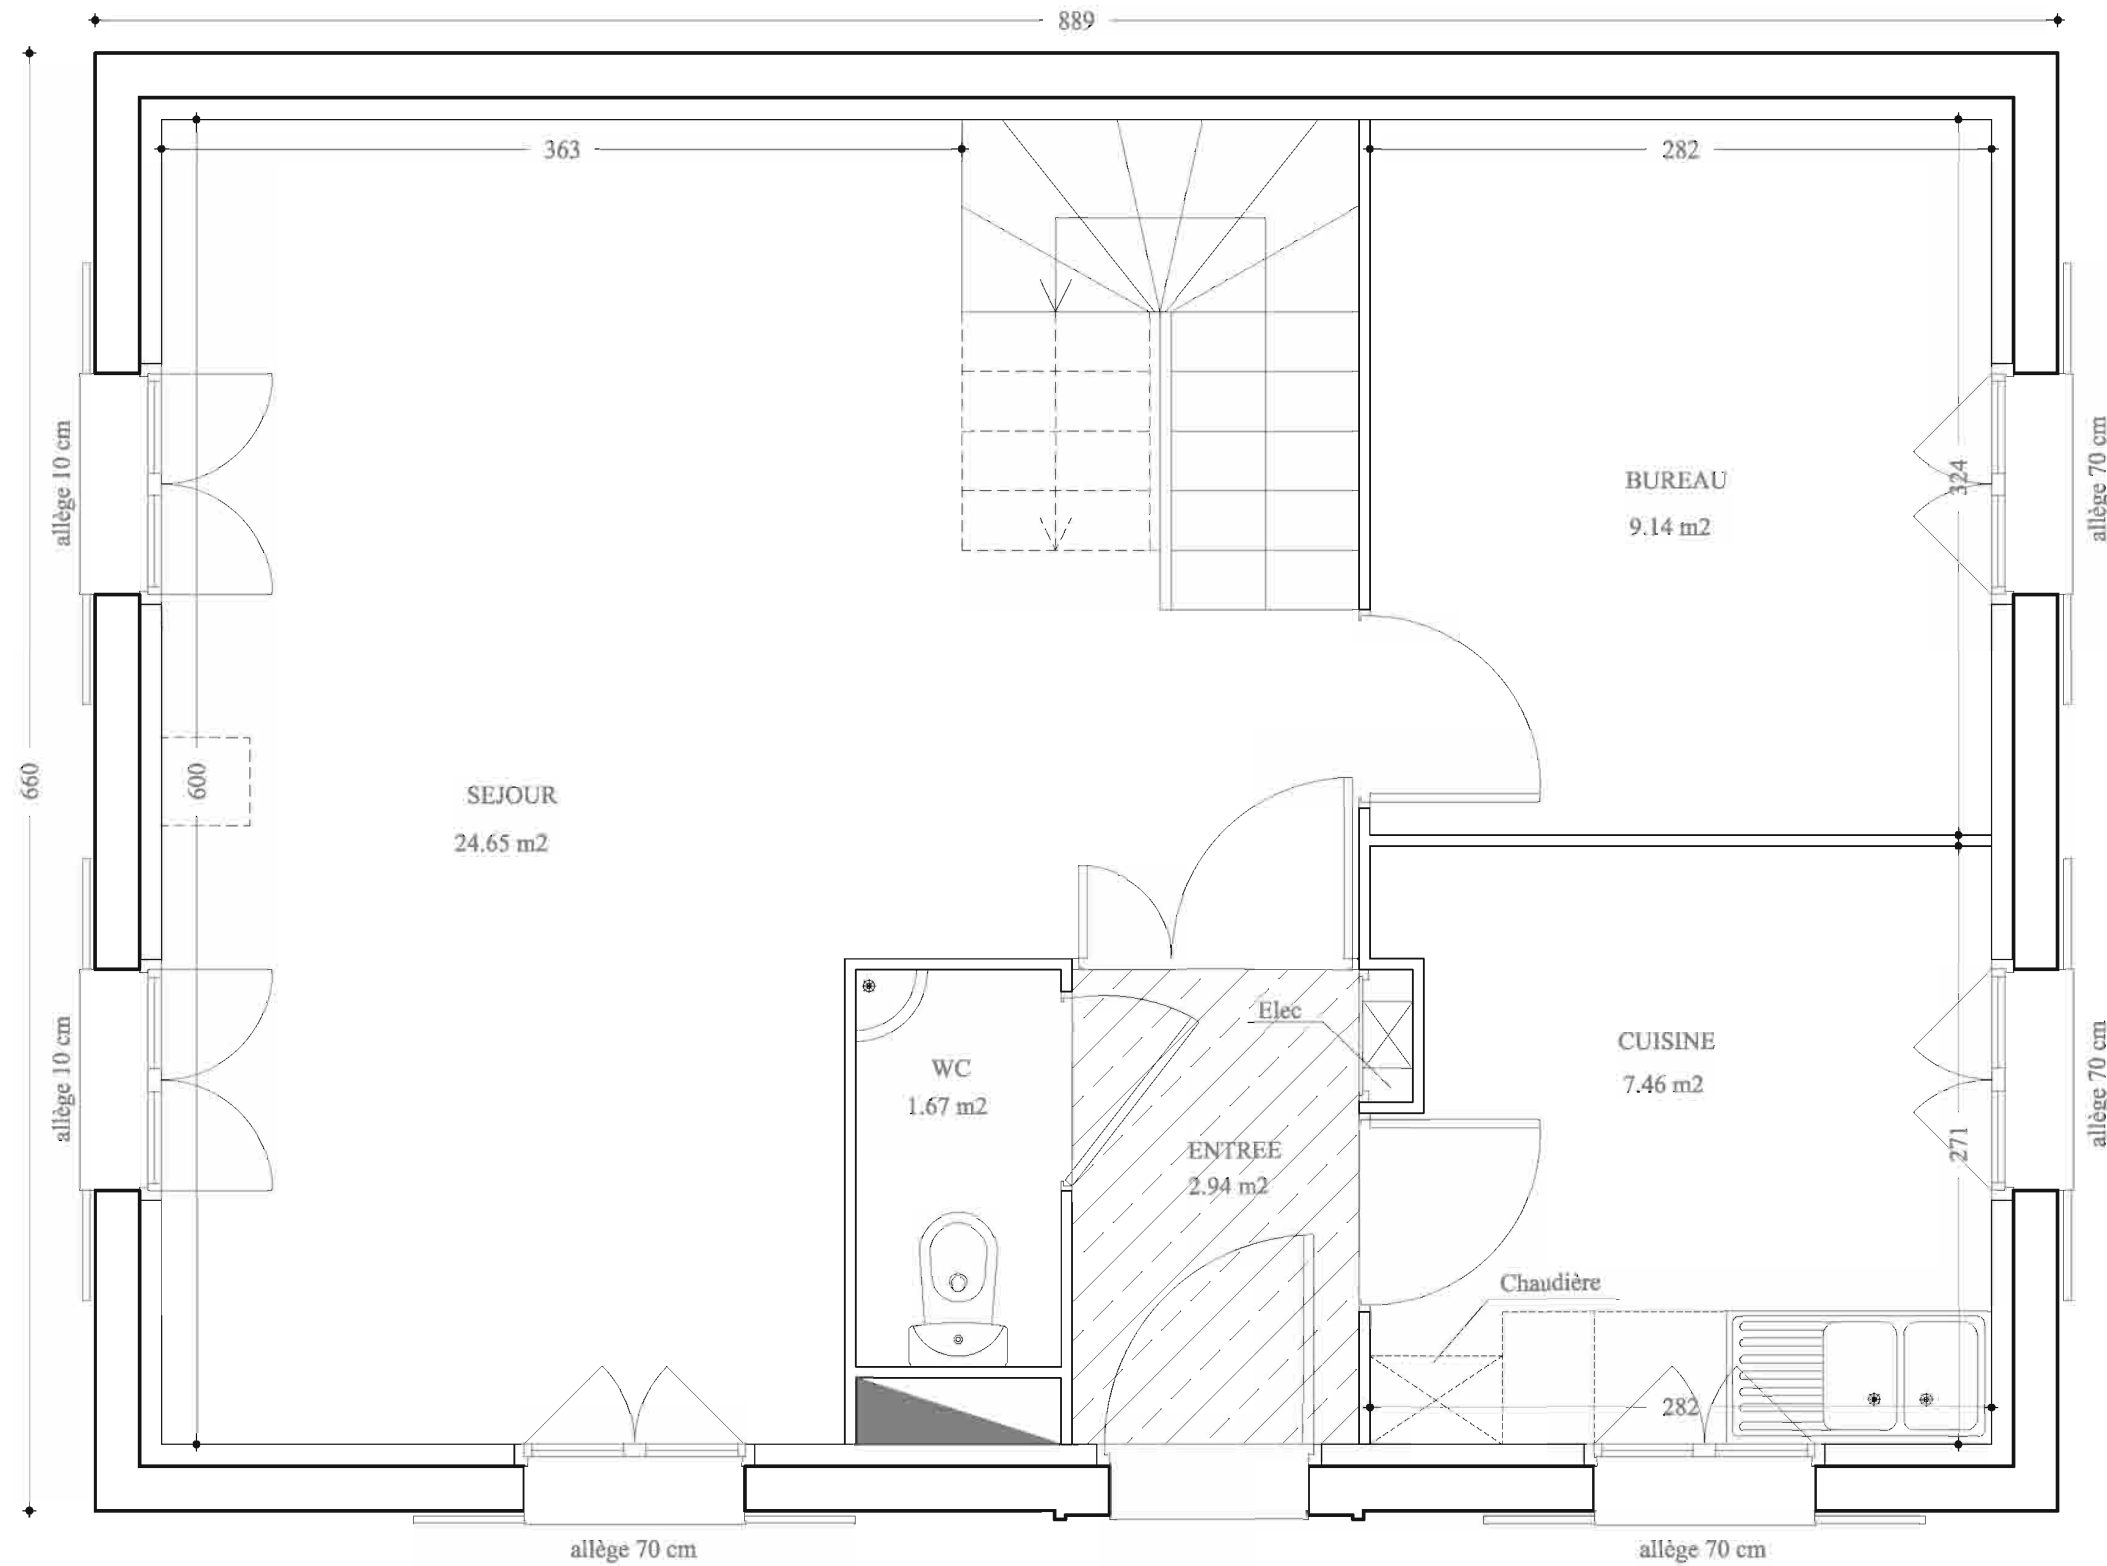 889
363
282
BUREAU
9.14 m2
324
allège 10 cm
allège 70 cm
660
600
SEJOUR
24.65 m2
Elec
CUISINE
7.46 m2
WC
1.67 m2
ENTREE
2.94 m2
271
allège 10 cm
allège 70 cm
Chaudière
282
allège 70 cm
allège 70 cm